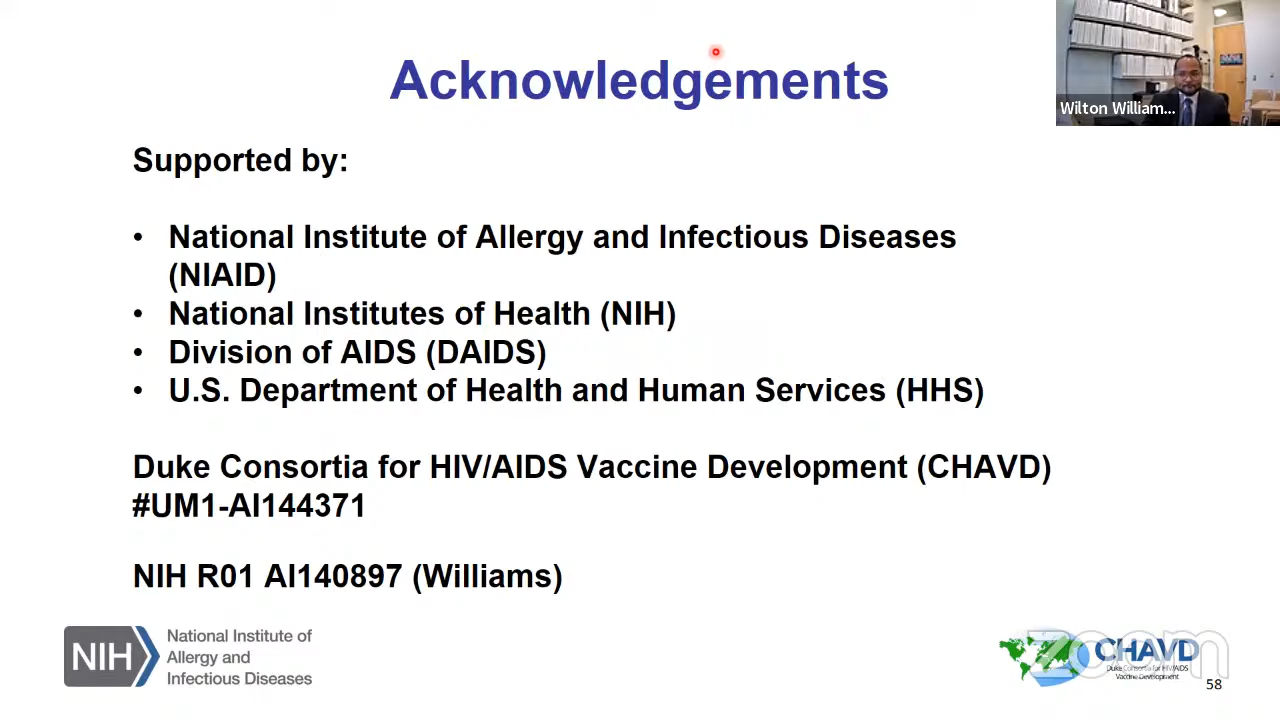 Acknowledgements
Wilton William...
Supported by:
• National Institute of Allergy and Infectious Diseases
(NIAID)
• National Institutes of Health (NIH)
• Division of AIDS (DAIDS)
• U.S. Department of Health and Human Services (HHS)
Duke Consortia for HIV/AIDS Vaccine Development (CHAVD)
#UM1-AI144371
NIH R01 AI140897 (Williams)
NIH
National Institute of
Allergy and
Infectious Diseases
CHAVD
Duke Consortia for HIV/AIDS
Vaccine Development
zoom
58